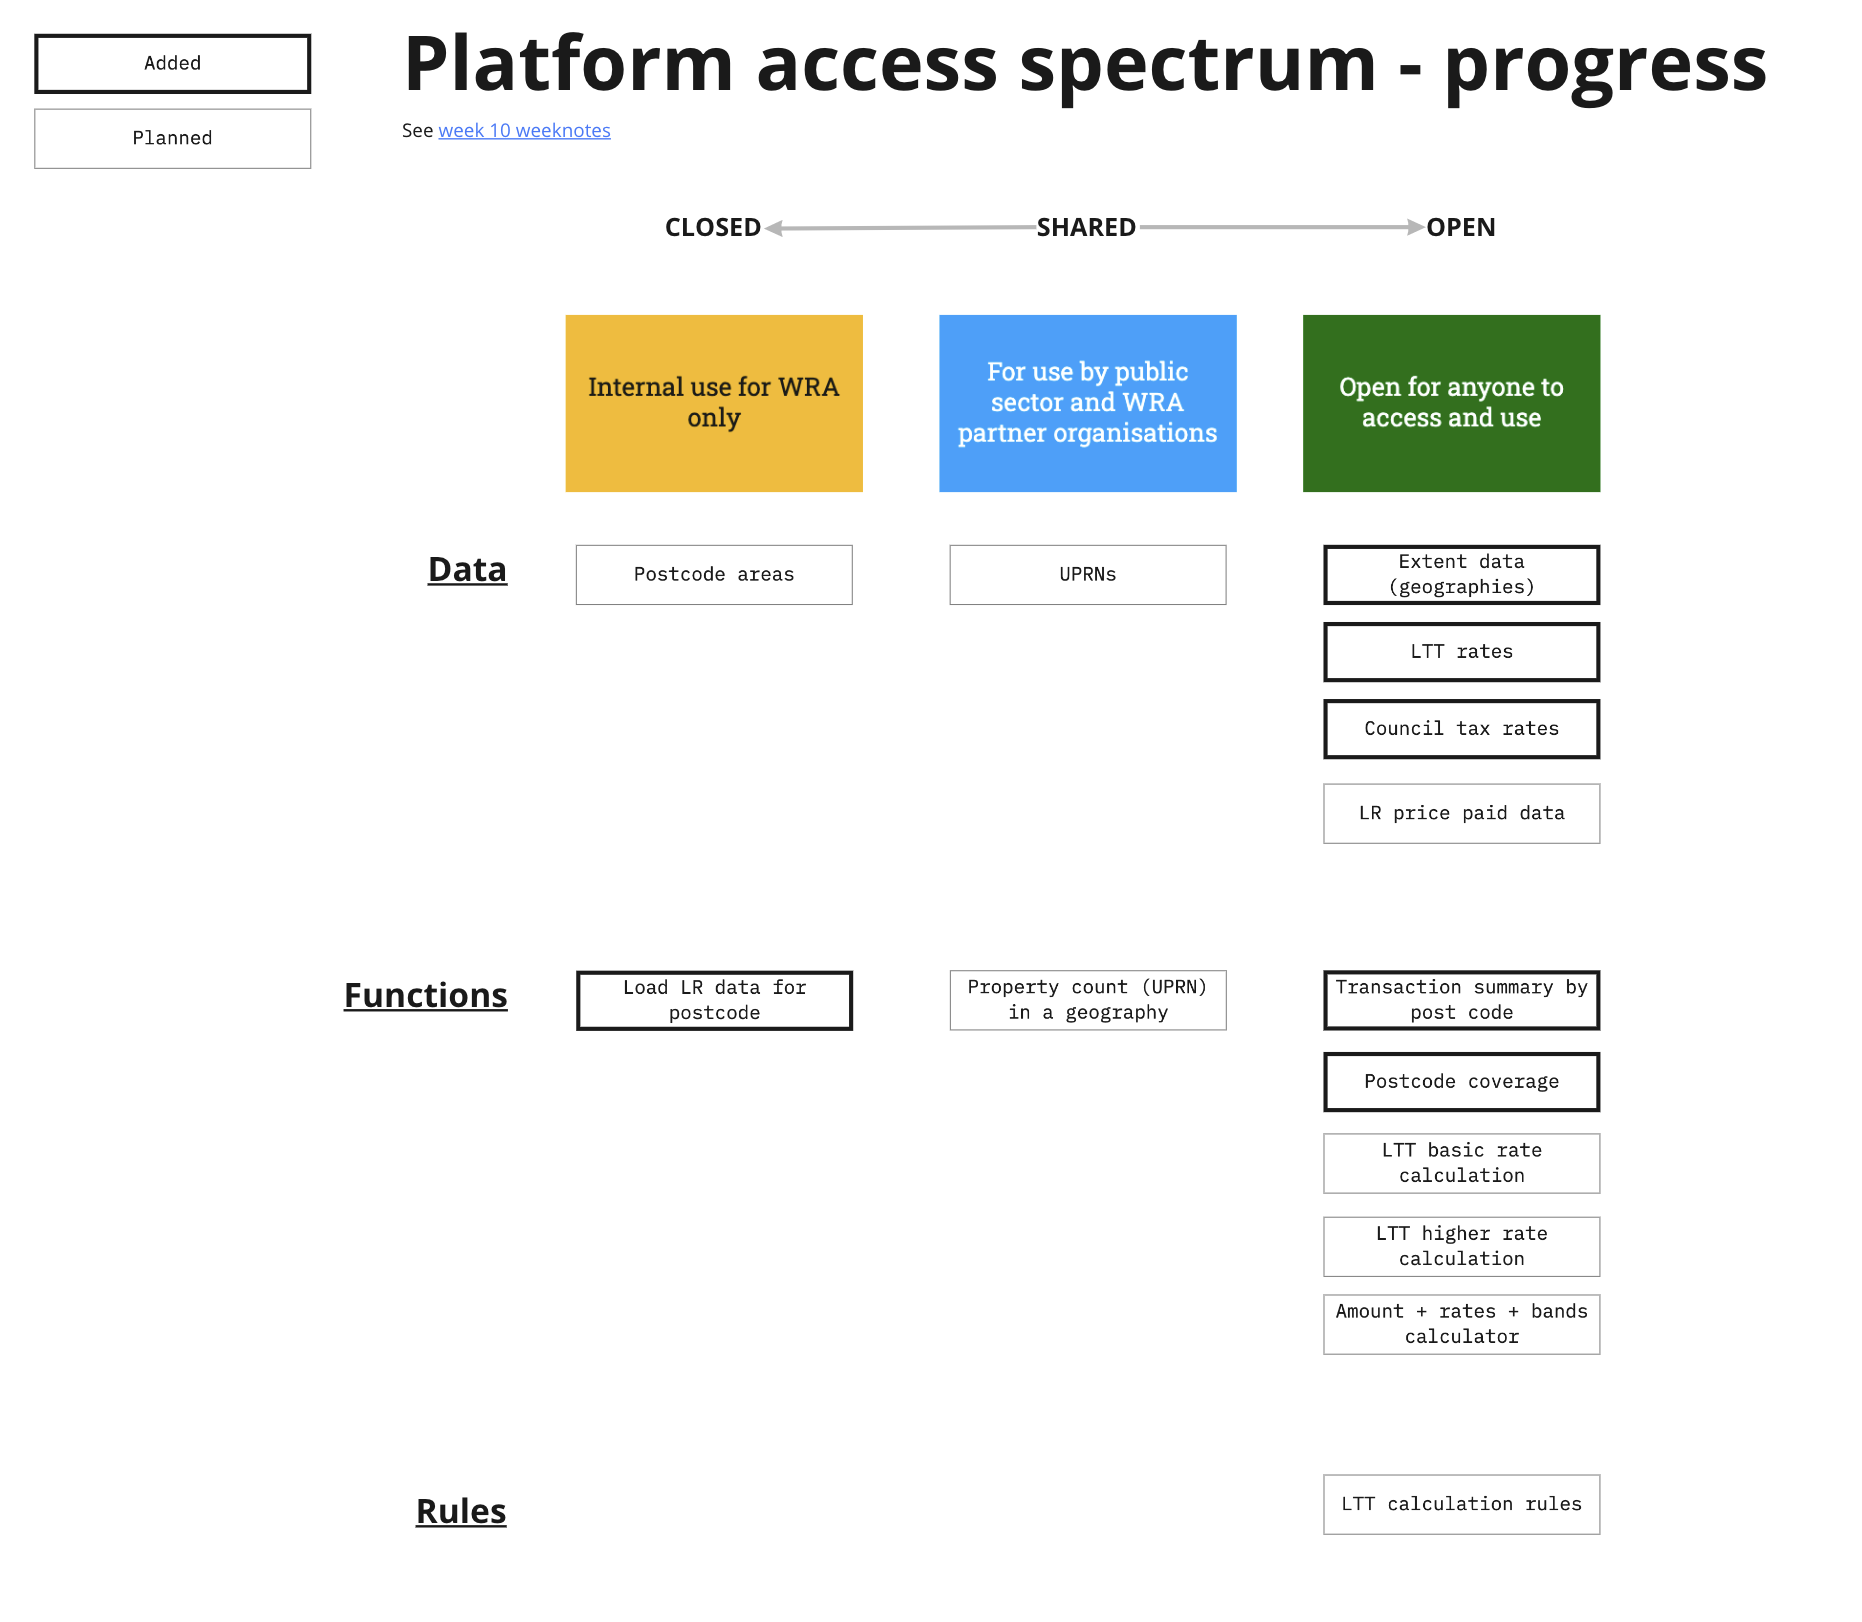 Added
Planned
Platform access spectrum - progress
See week 10 weeknotes
CLOSED
SHARED
OPEN
Internal use for WRA
only
For use by public
sector and WRA
partner organisations
Open for anyone to
access and use
Data
Postcode areas
UPRNs
Extent data
(geographies)
LTT rates
Council tax rates
LR price paid data
Functions
Load LR data for
postcode
Property count (UPRN)
in a geography
Transaction summary by
post code
Postcode coverage
LTT basic rate
calculation
LTT higher rate
calculation
Amount + rates + bands
calculator
Rules
LTT calculation rules